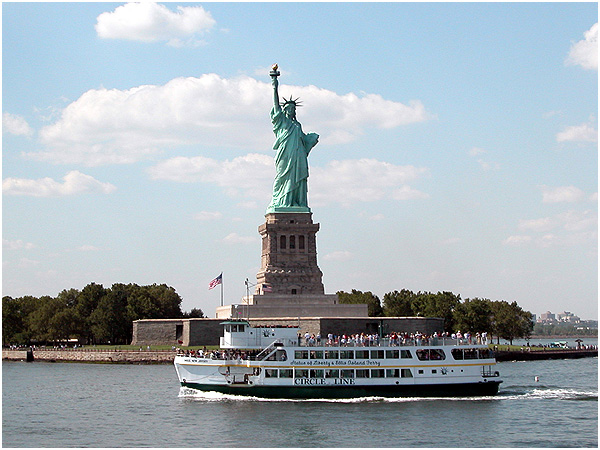 Statue of Liberty & Ellis Island Ferry
CIRCLE LINE